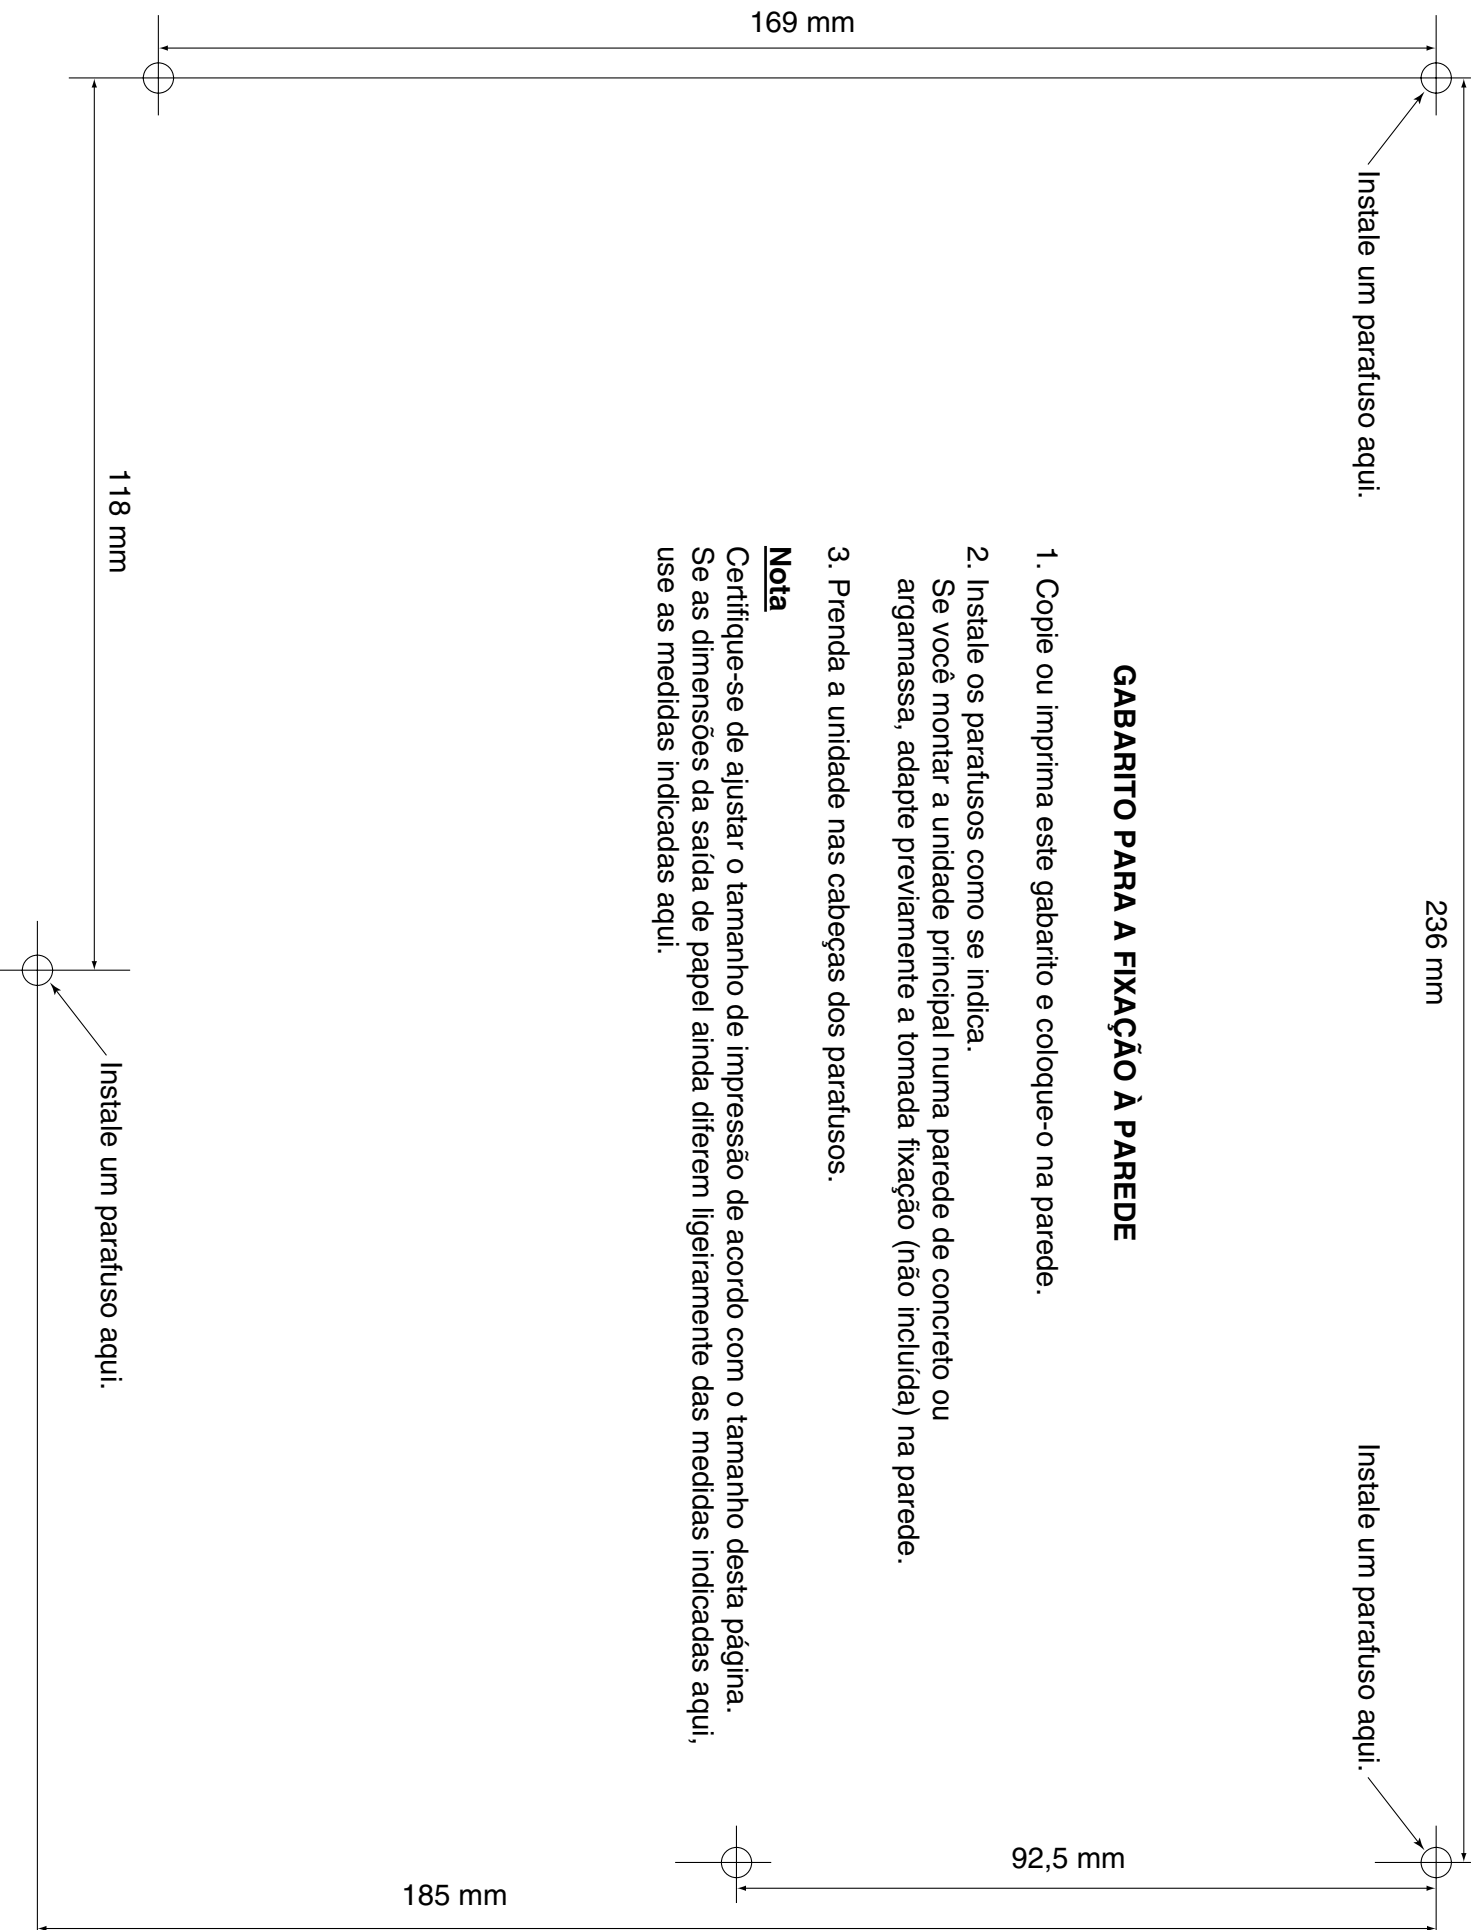 236 mm
Instale um parafuso aqui.
Instale um parafuso aqui.
169 mm
GABARITO PARA A FIXAÇÃO À PAREDE
1. Copie ou imprima este gabarito e coloque-o na parede.
2. Instale os parafusos como se indica.
Se você montar a unidade principal numa parede de concreto ou
argamassa, adapte previamente a tomada fixação (não incluída) na parede.
3. Prenda a unidade nas cabeças dos parafusos.
Nota
Certifique-se de ajustar o tamanho de impressão de acordo com o tamanho desta página.
Se as dimensões da saída de papel ainda diferem ligeiramente das medidas indicadas aqui,
use as medidas indicadas aqui.
92,5 mm
185 mm
118 mm
Instale um parafuso aqui.